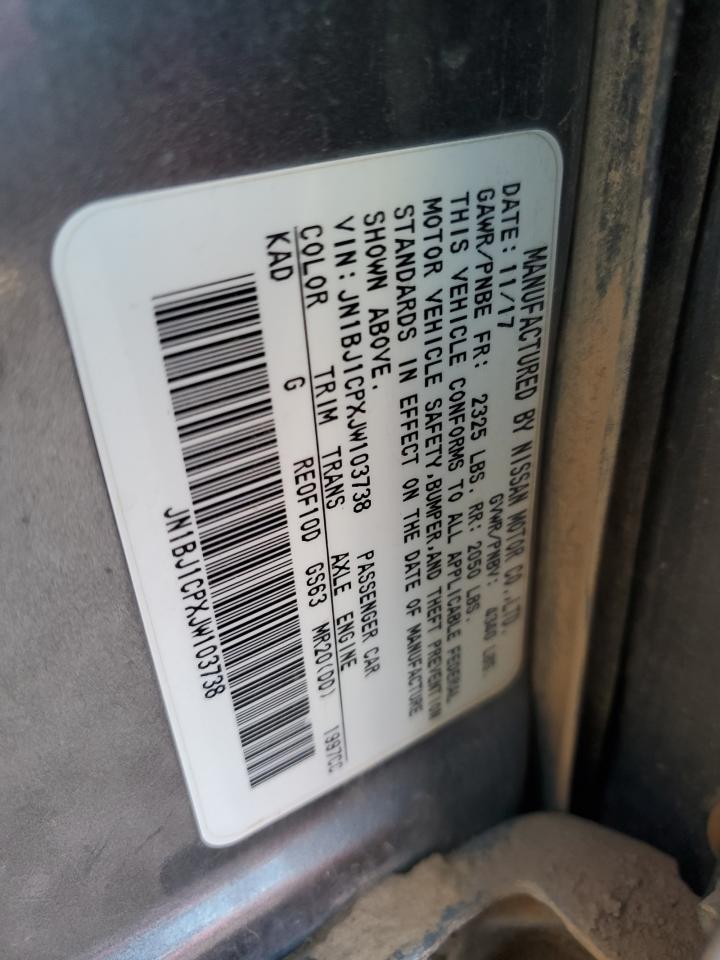 MANUFACTURED BY NISSAN MOTOR CO.,LTD.
DATE: 11/17 GVWR/PNBV: 4340 LBS.
GAWR/PNBE FR: 2325 LBS. RR: 2050 LBS.
THIS VEHICLE CONFORMS TO ALL APPLICABLE FEDERAL
MOTOR VEHICLE SAFETY,BUMPER,AND THEFT PREVENTION
STANDARDS IN EFFECT ON THE DATE OF MANUFACTURE
SHOWN ABOVE.
VIN: JN1BJ1CPXJW103738 PASSENGER CAR
COLOR TRIM TRANS AXLE ENGINE
KAD G RE0F10D GS63 MR20(DD) 1997CC
JN1BJ1CPXJW103738